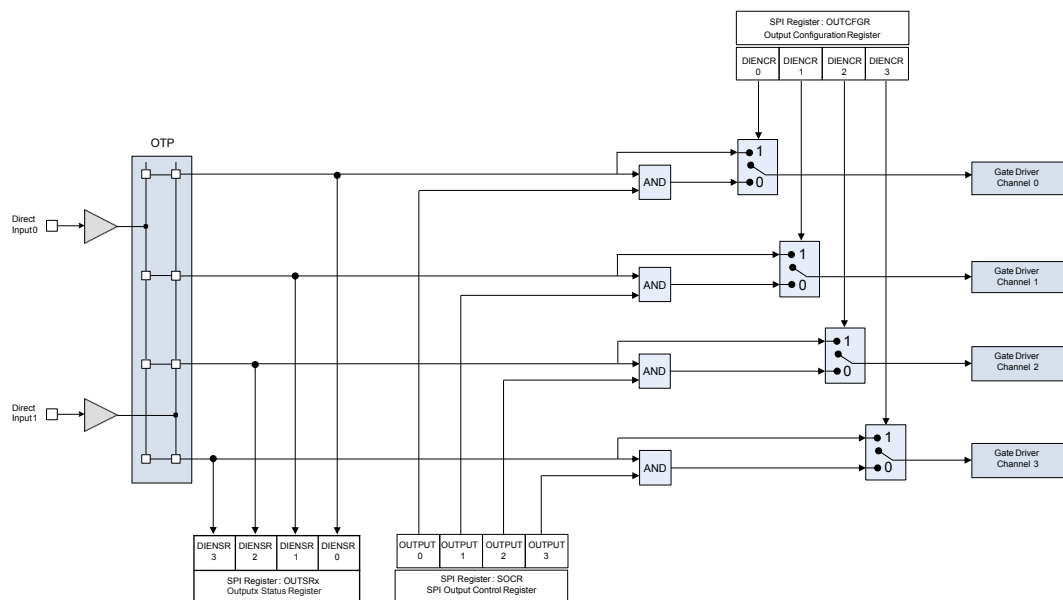 SPI Register: OUTCFGR
Output Configuration Register
DIENCR
0
DIENCR
1
DIENCR
2
DIENCR
3
OTP
1
AND
0
Gate Driver
Channel 0
Direct
Input0
1
AND
0
Gate Driver
Channel 1
1
AND
0
Gate Driver
Channel 2
Direct
Input1
1
AND
0
Gate Driver
Channel 3
DIENSR
3
DIENSR
2
DIENSR
1
DIENSR
0
SPI Register: OUTSRx
Outputx Status Register
OUTPUT
0
OUTPUT
1
OUTPUT
2
OUTPUT
3
SPI Register: SOCR
SPI Output Control Register